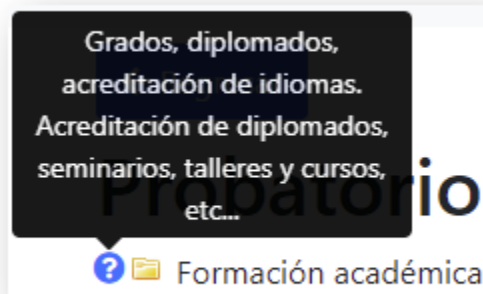 Grados, diplomados,
acreditación de idiomas.
Acreditación de diplomados,
seminarios, talleres y cursos,
etc...
Probatorio
? Formación académica